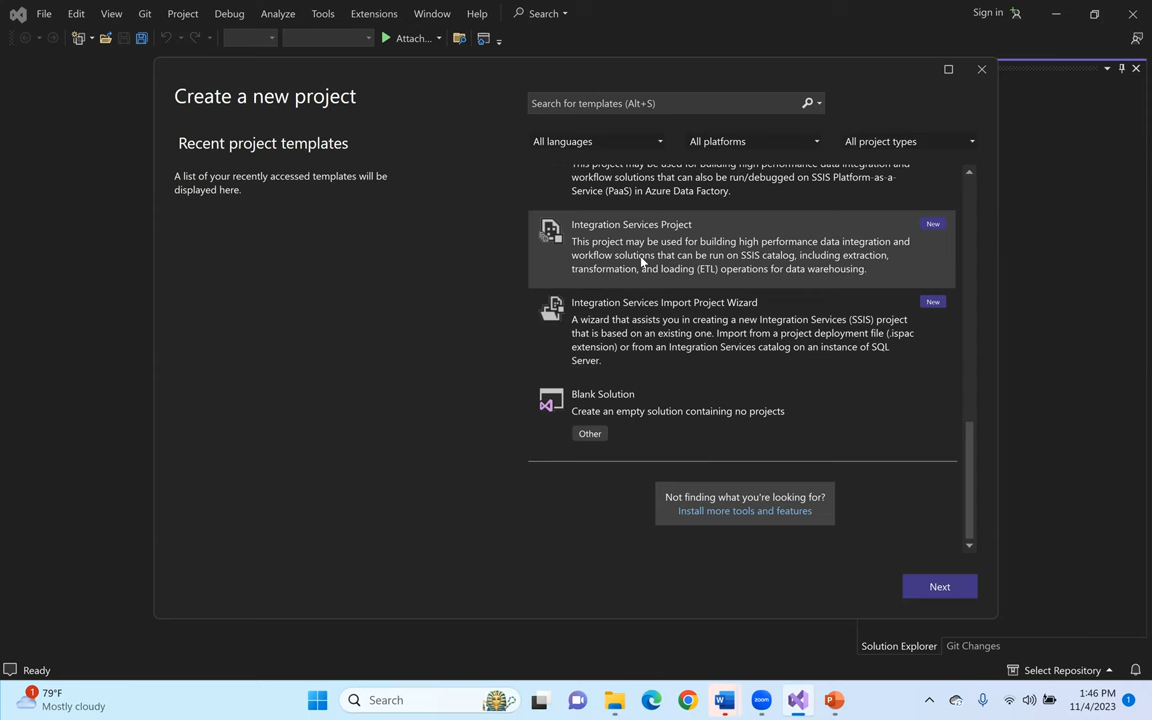 File Edit View Git Project Debug Analyze Tools Extensions Window Help Search Sign in
Attach...
Create a new project
Search for templates (Alt+S)
All languages All platforms All project types
Recent project templates
A list of your recently accessed templates will be
displayed here.
This project may be used for building high performance data integration and
workflow solutions that can also be run/debugged on SSIS Platform-as-a-
Service (PaaS) in Azure Data Factory.
Integration Services Project New
This project may be used for building high performance data integration and
workflow solutions that can be run on SSIS catalog, including extraction,
transformation, and loading (ETL) operations for data warehousing.
Integration Services Import Project Wizard New
A wizard that assists you in creating a new Integration Services (SSIS) project
that is based on an existing one. Import from a project deployment file (.ispac
extension) or from an Integration Services catalog on an instance of SQL
Server.
Blank Solution
Create an empty solution containing no projects
Other
Not finding what you're looking for?
Install more tools and features
Next
Solution Explorer Git Changes
Ready Select Repository
1 79°F
Mostly cloudy
Search
1:46 PM
11/4/2023
1